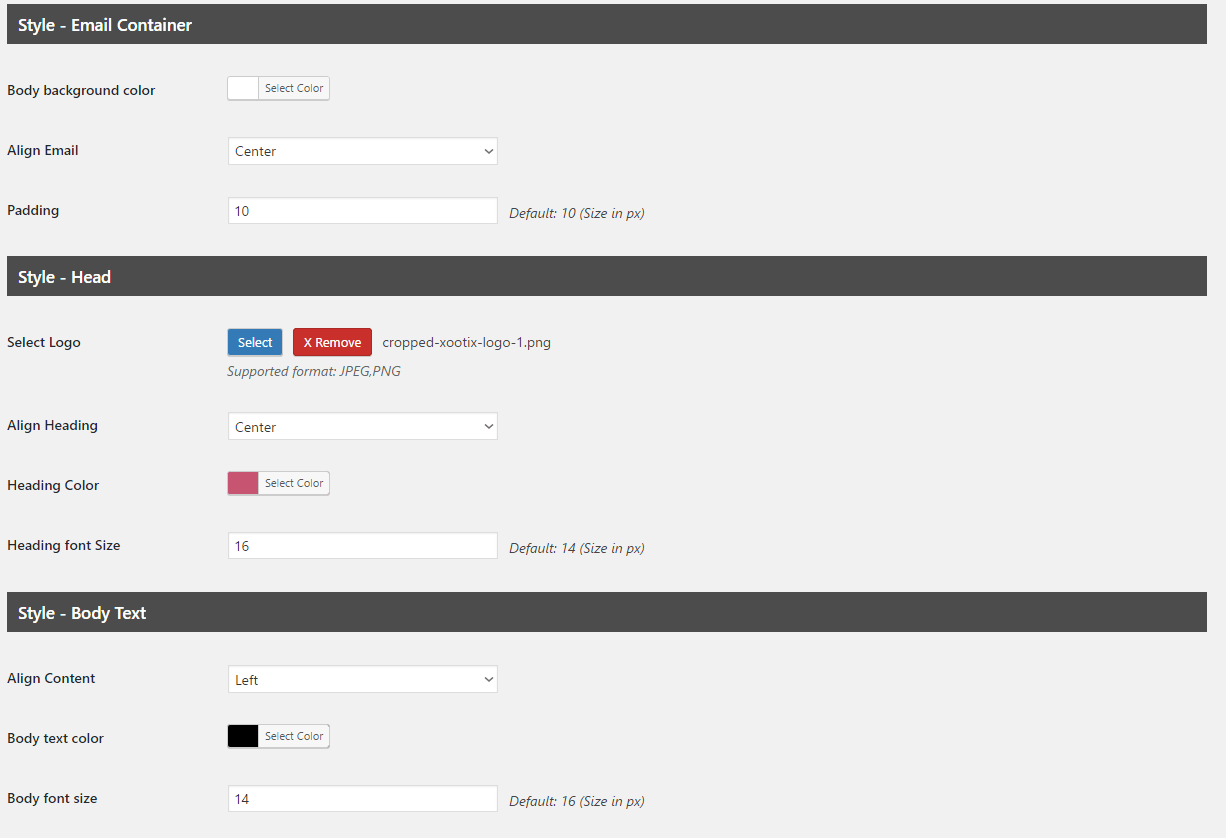 Style - Email Container
Body background color Select Color
Align Email Center
Padding 10 Default: 10 (Size in px)
Style - Head
Select Logo Select X Remove cropped-xootix-logo-1.png
Supported format: JPEG,PNG
Align Heading Center
Heading Color Select Color
Heading font Size 16 Default: 14 (Size in px)
Style - Body Text
Align Content Left
Body text color Select Color
Body font size 14 Default: 16 (Size in px)